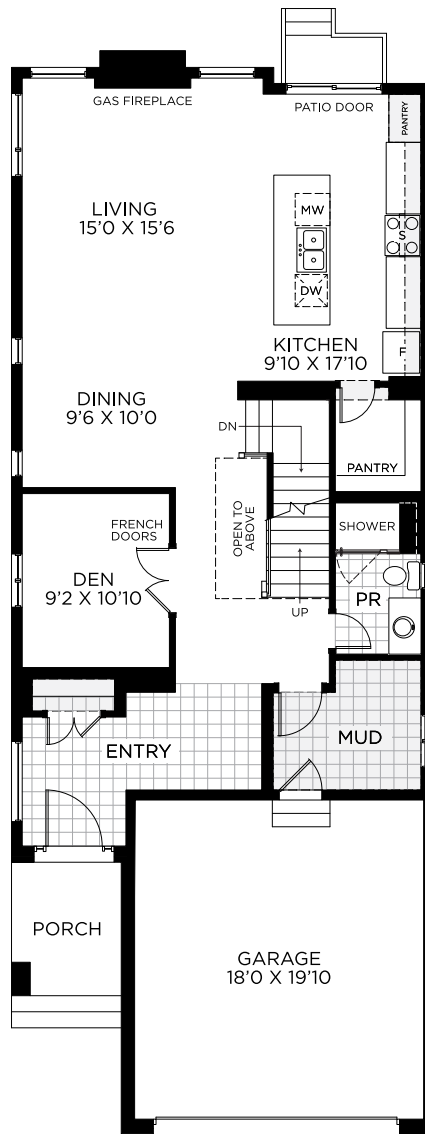 GAS FIREPLACE
PATIO DOOR
PANTRY
LIVING
15'0 X 15'6
MW
S
DW
KITCHEN
9'10 X 17'10
F
DINING
9'6 X 10'0
DN
PANTRY
OPEN TO
ABOVE
FRENCH
DOORS
SHOWER
DEN
9'2 X 10'10
UP
PR
ENTRY
MUD
PORCH
GARAGE
18'0 X 19'10